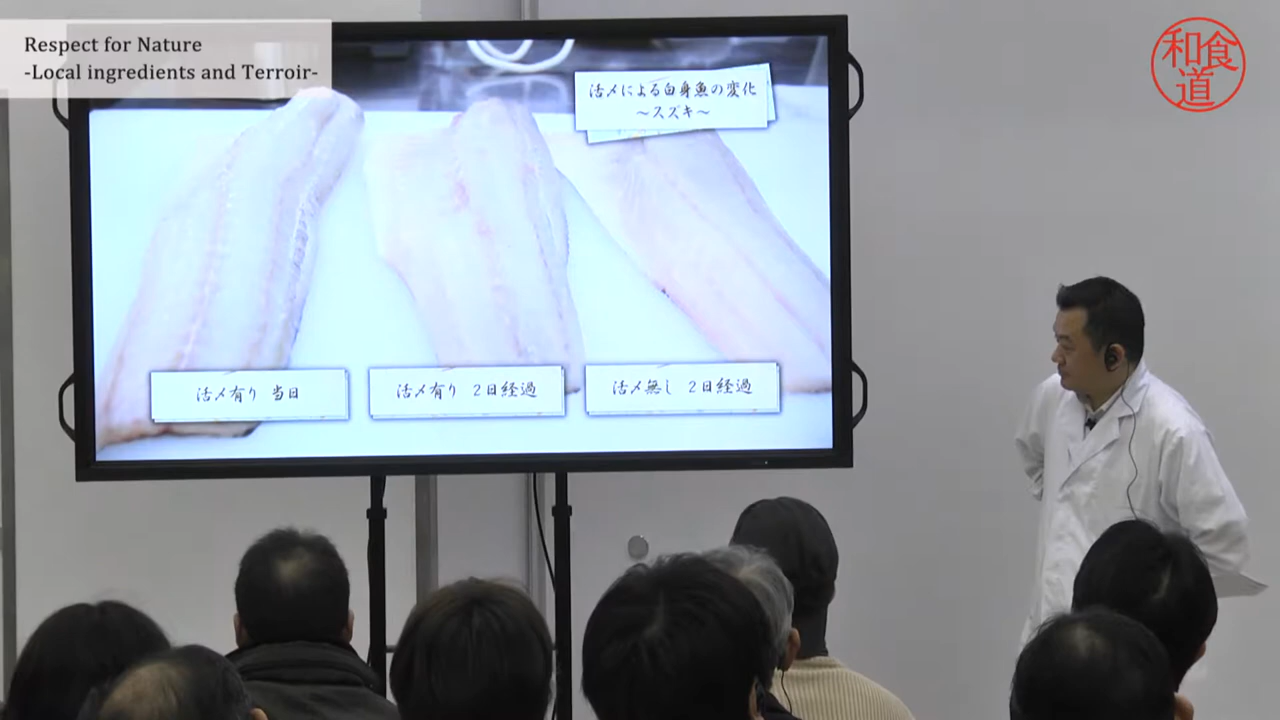 Respect for Nature
-Local ingredients and Terroir-
和食道
活〆による白身魚の変化
～スズキ～
活〆有り 当日
活〆有り 2日経過
活〆無し 2日経過